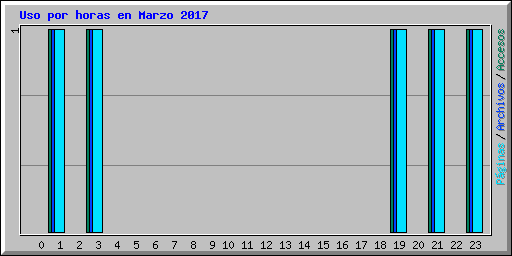 Uso por horas en Marzo 2017
1
Páginas / Archivos / Accesos
0 1 2 3 4 5 6 7 8 9 10 11 12 13 14 15 16 17 18 19 20 21 22 23